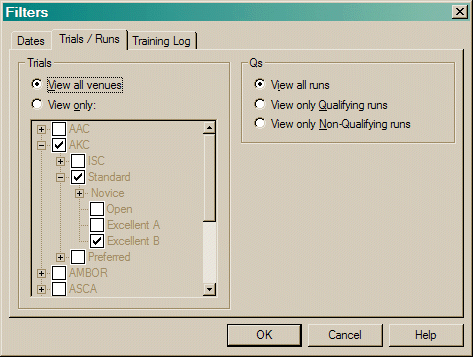 Filters
Dates
Trials / Runs
Training Log
Trials
View all venues
View only:
AAC
AKC
ISC
Standard
Novice
Open
Excellent A
Excellent B
Preferred
AMBOR
ASCA
Qs
View all runs
View only Qualifying runs
View only Non-Qualifying runs
OK
Cancel
Help